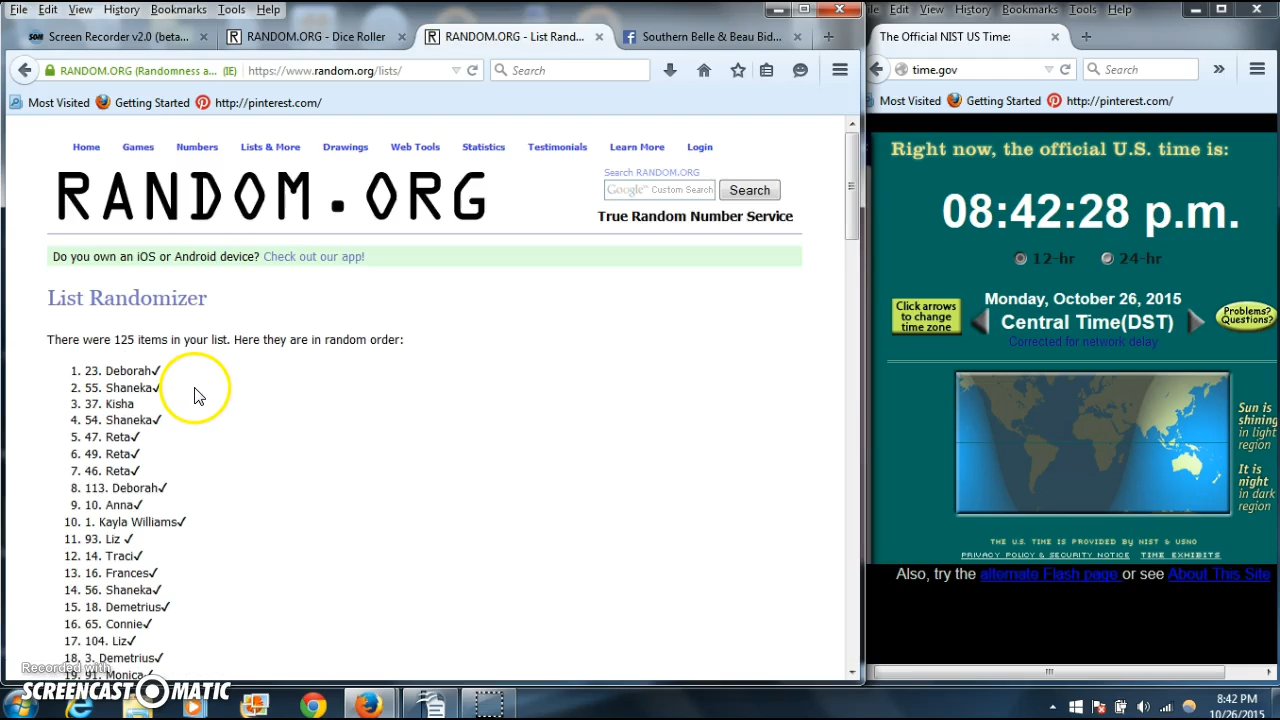 File Edit View History Bookmarks Tools Help
Screen Recorder v2.0 (beta... × RANDOM.ORG - Dice Roller × RANDOM.ORG - List Rand... × Southern Belle & Beau Bid... × +
RANDOM.ORG (Randomness a... (IE) https://www.random.org/lists/ Search
Most Visited Getting Started http://pinterest.com/
Home Games Numbers Lists & More Drawings Web Tools Statistics Testimonials Learn More Login
RANDOM.ORG
Search RANDOM.ORG
Google™ Custom Search Search
True Random Number Service
Do you own an iOS or Android device? Check out our app!
List Randomizer
There were 125 items in your list. Here they are in random order:
1. 23. Deborah✓
2. 55. Shaneka✓
3. 37. Kisha
4. 54. Shaneka✓
5. 47. Reta✓
6. 49. Reta✓
7. 46. Reta✓
8. 113. Deborah✓
9. 10. Anna✓
10. 1. Kayla Williams✓
11. 93. Liz ✓
12. 14. Traci✓
13. 16. Frances✓
14. 56. Shaneka✓
15. 18. Demetrius✓
16. 65. Connie✓
17. 104. Liz✓
18. 3. Demetrius✓
19. 91. Monica✓
Recorded with
SCREENCAST-O-MATIC
Edit View History Bookmarks Tools Help
The Official NIST US Time: × +
time.gov Search »
Most Visited Getting Started http://pinterest.com/
Right now, the official U.S. time is:
08:42:28 p.m.
12-hr 24-hr
Click arrows
to change
time zone
Monday, October 26, 2015
Central Time(DST)
Corrected for network delay
Problems?
Questions?
Sun is
shining
in light
region
It is
night
in dark
region
THE U.S. TIME IS PROVIDED BY NIST & USNO
PRIVACY POLICY & SECURITY NOTICE TIME EXHIBITS
Also, try the alternate Flash page or see About This Site
8:42 PM
10/26/2015